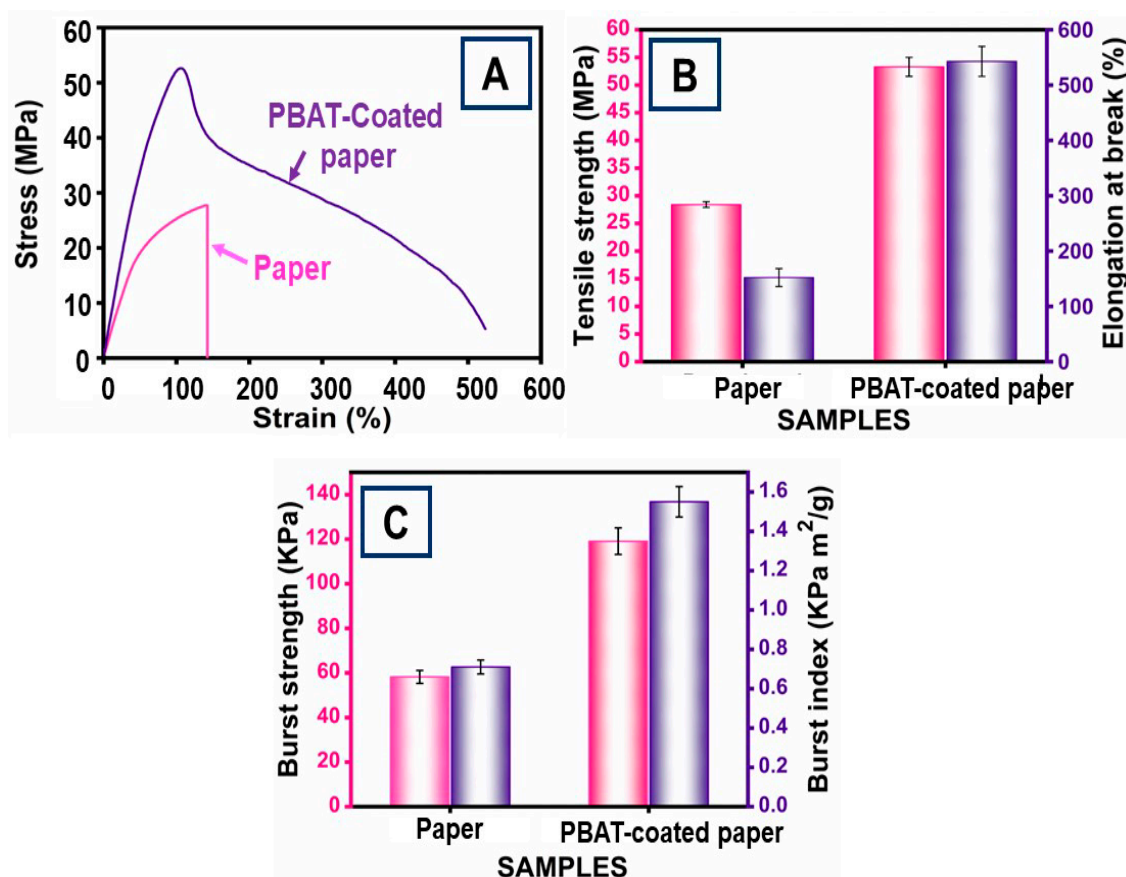 A
Stress (MPa)
60
50
40
30
20
10
0
PBAT-Coated
paper
Paper
0 100 200 300 400 500 600
Strain (%)
B
Tensile strength (MPa)
60
55
50
45
40
35
30
25
20
15
10
5
0
600
500
400
300
200
100
0
Elongation at break (%)
Paper PBAT-coated paper
SAMPLES
C
Burst strength (KPa)
140
120
100
80
60
40
20
0
1.6
1.4
1.2
1.0
0.8
0.6
0.4
0.2
0.0
Burst index (KPa m²/g)
Paper PBAT-coated paper
SAMPLES